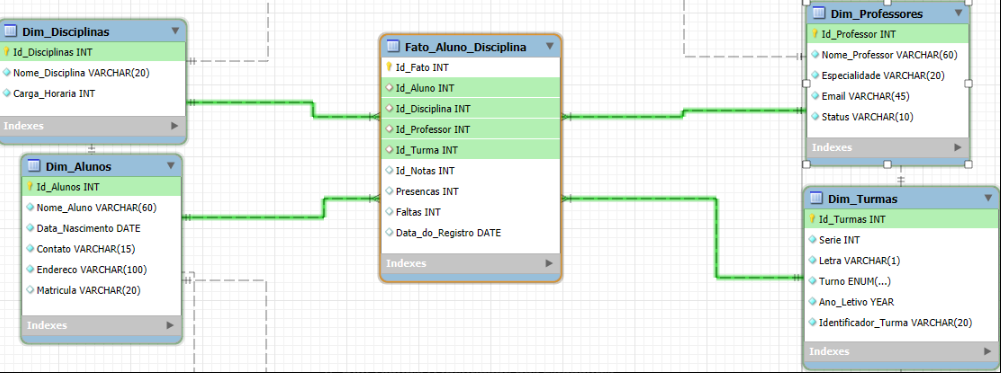 Dim_Disciplinas
Id_Disciplinas INT
Nome_Disciplina VARCHAR(20)
Carga_Horaria INT
Indexes
Dim_Alunos
Id_Alunos INT
Nome_Aluno VARCHAR(60)
Data_Nascimento DATE
Contato VARCHAR(15)
Endereco VARCHAR(100)
Matricula VARCHAR(20)
Indexes
Fato_Aluno_Disciplina
Id_Fato INT
Id_Aluno INT
Id_Disciplina INT
Id_Professor INT
Id_Turma INT
Id_Notas INT
Presencas INT
Faltas INT
Data_do_Registro DATE
Indexes
Dim_Professores
Id_Professor INT
Nome_Professor VARCHAR(60)
Especialidade VARCHAR(20)
Email VARCHAR(45)
Status VARCHAR(10)
Indexes
Dim_Turmas
Id_Turmas INT
Serie INT
Letra VARCHAR(1)
Turno ENUM(...)
Ano_Letivo YEAR
Identificador_Turma VARCHAR(20)
Indexes